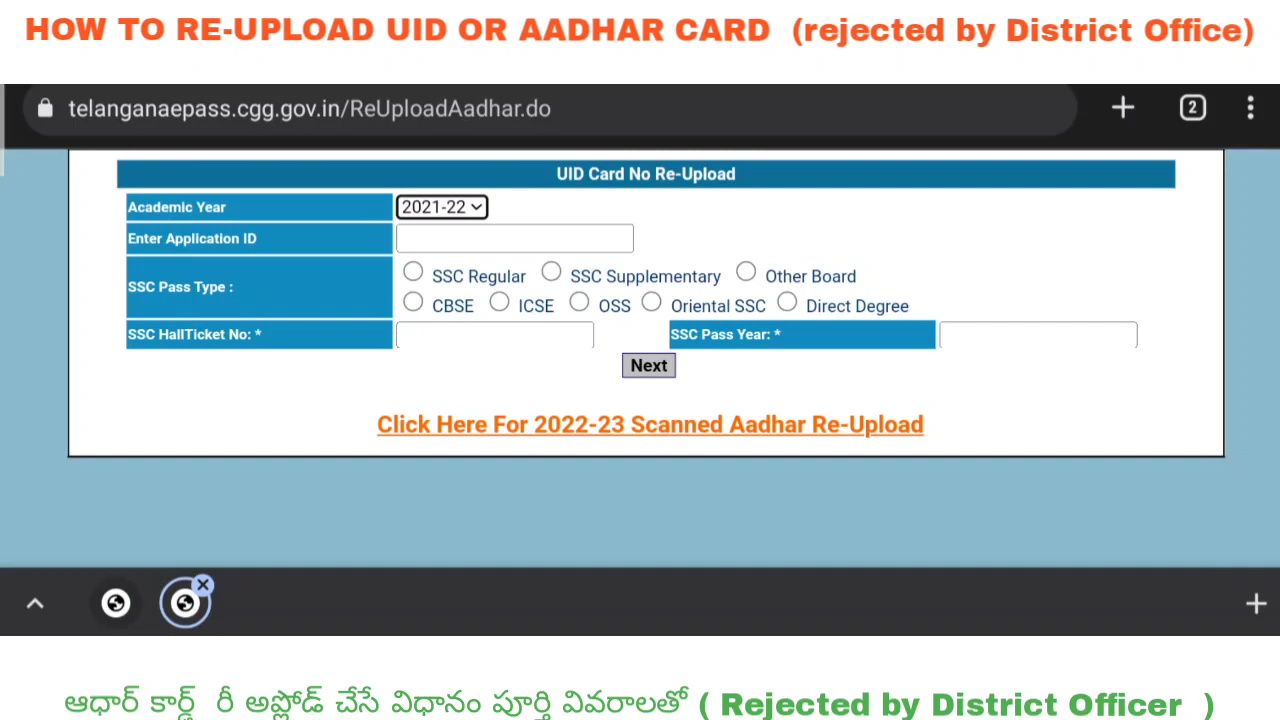 HOW TO RE-UPLOAD UID OR AADHAR CARD (rejected by District Office)
telanganaepass.cgg.gov.in/ReUploadAadhar.do
2
UID Card No Re-Upload
Academic Year 2021-22
Enter Application ID
SSC Pass Type : SSC Regular SSC Supplementary Other Board
CBSE ICSE OSS Oriental SSC Direct Degree
SSC HallTicket No: * SSC Pass Year: *
Next
Click Here For 2022-23 Scanned Aadhar Re-Upload
ఆధార్ కార్డ్ రీ అప్లోడ్ చేసే విధానం పూర్తి వివరాలతో ( Rejected by District Officer )